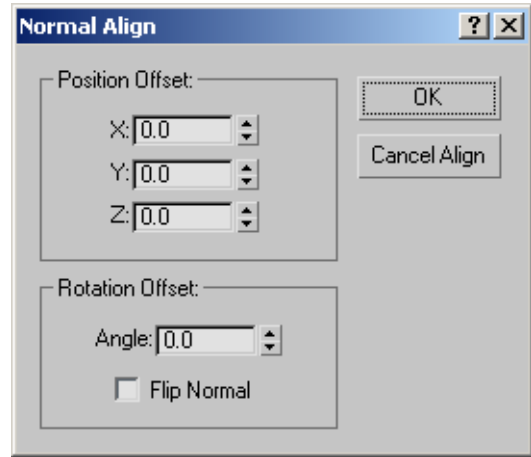 Normal Align
Position Offset:
X: 0.0
Y: 0.0
Z: 0.0
OK
Cancel Align
Rotation Offset:
Angle: 0.0
Flip Normal